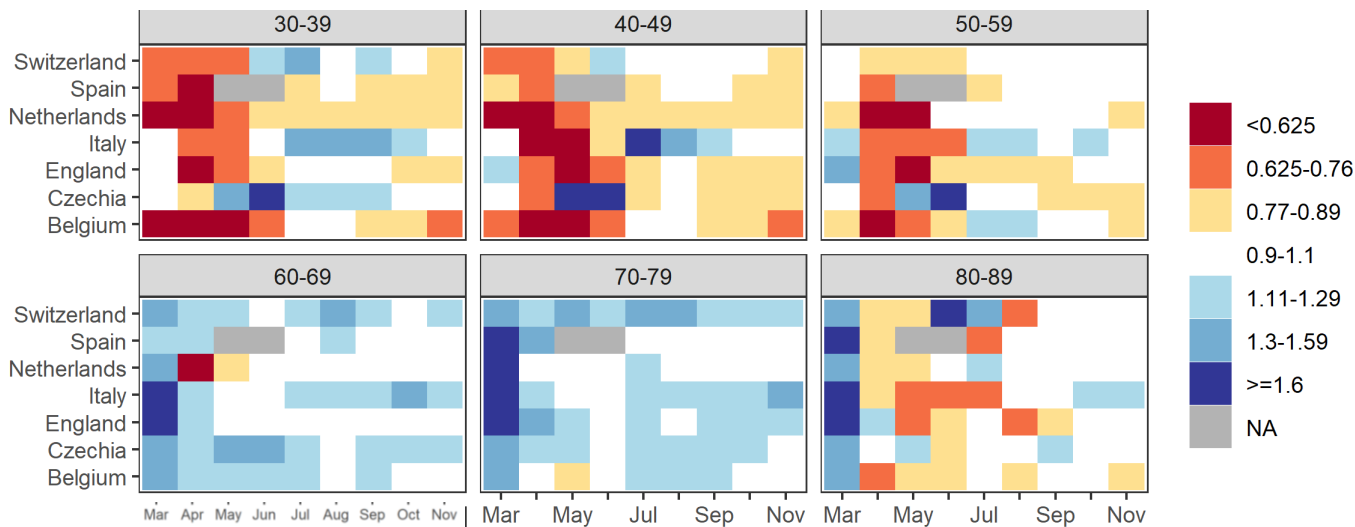 30-39 40-49 50-59
Switzerland
Spain
Netherlands
Italy
England
Czechia
Belgium
<0.625
0.625-0.76
0.77-0.89
0.9-1.1
1.11-1.29
1.3-1.59
>=1.6
NA
60-69 70-79 80-89
Switzerland
Spain
Netherlands
Italy
England
Czechia
Belgium
Mar Apr May Jun Jul Aug Sep Oct Nov Mar May Jul Sep Nov Mar May Jul Sep Nov